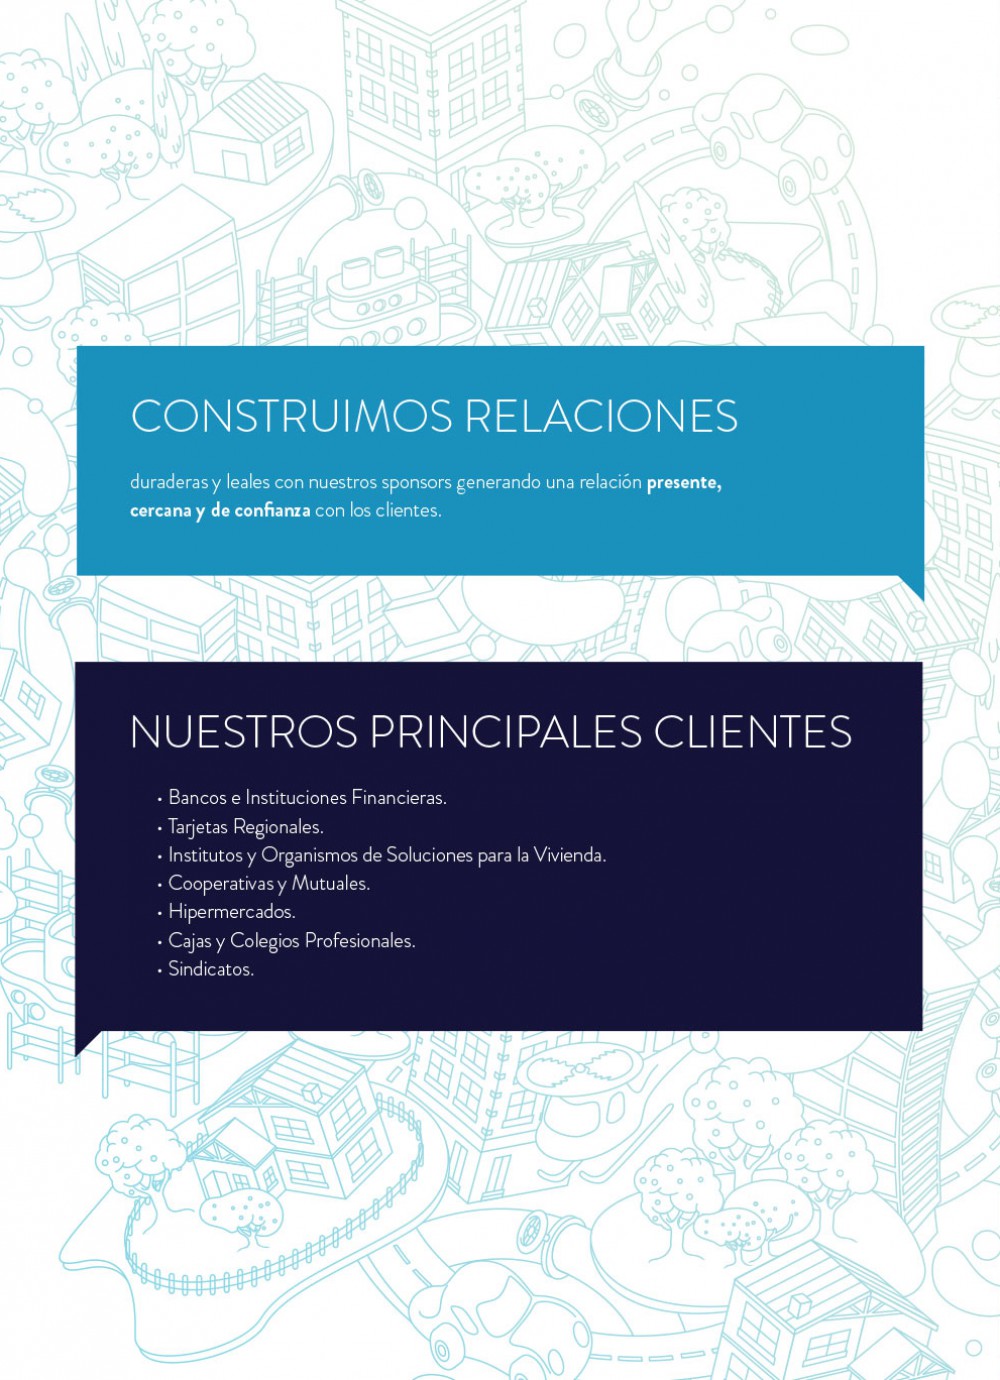 CONSTRUIMOS RELACIONES
duraderas y leales con nuestros sponsors generando una relación presente,
cercana y de confianza con los clientes.
NUESTROS PRINCIPALES CLIENTES
• Bancos e Instituciones Financieras.
• Tarjetas Regionales.
• Institutos y Organismos de Soluciones para la Vivienda.
• Cooperativas y Mutuales.
• Hipermercados.
• Cajas y Colegios Profesionales.
• Sindicatos.